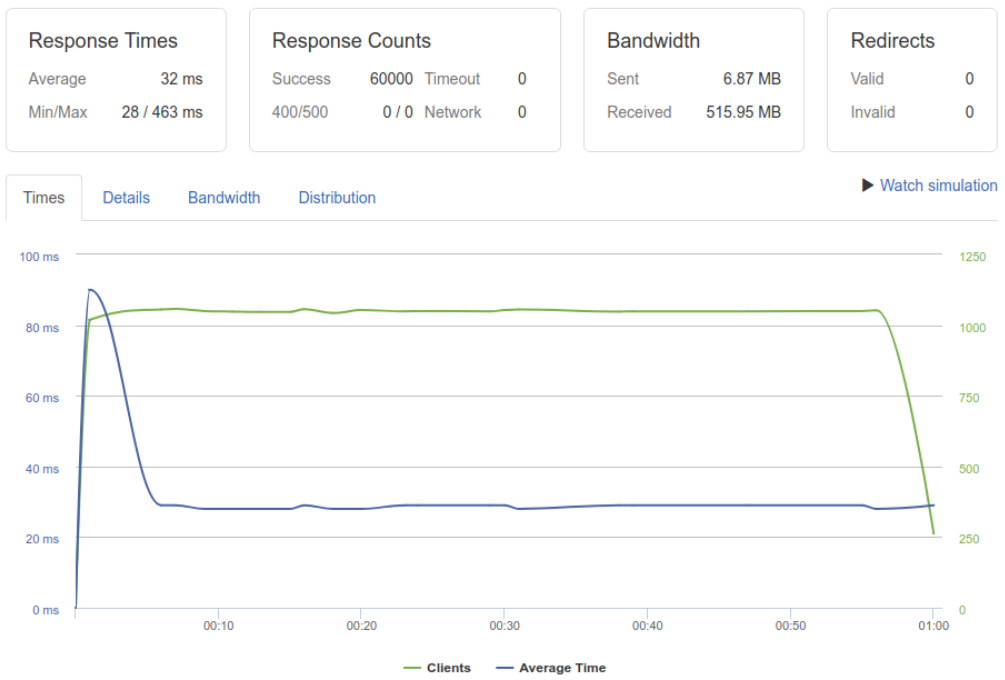 Response Times
Average 32 ms
Min/Max 28 / 463 ms
Response Counts
Success 60000 Timeout 0
400/500 0 / 0 Network 0
Bandwidth
Sent 6.87 MB
Received 515.95 MB
Redirects
Valid 0
Invalid 0
Times Details Bandwidth Distribution
Watch simulation
100 ms 1250
80 ms 1000
60 ms 750
40 ms 500
20 ms 250
0 ms 0
00:10 00:20 00:30 00:40 00:50 01:00
Clients Average Time